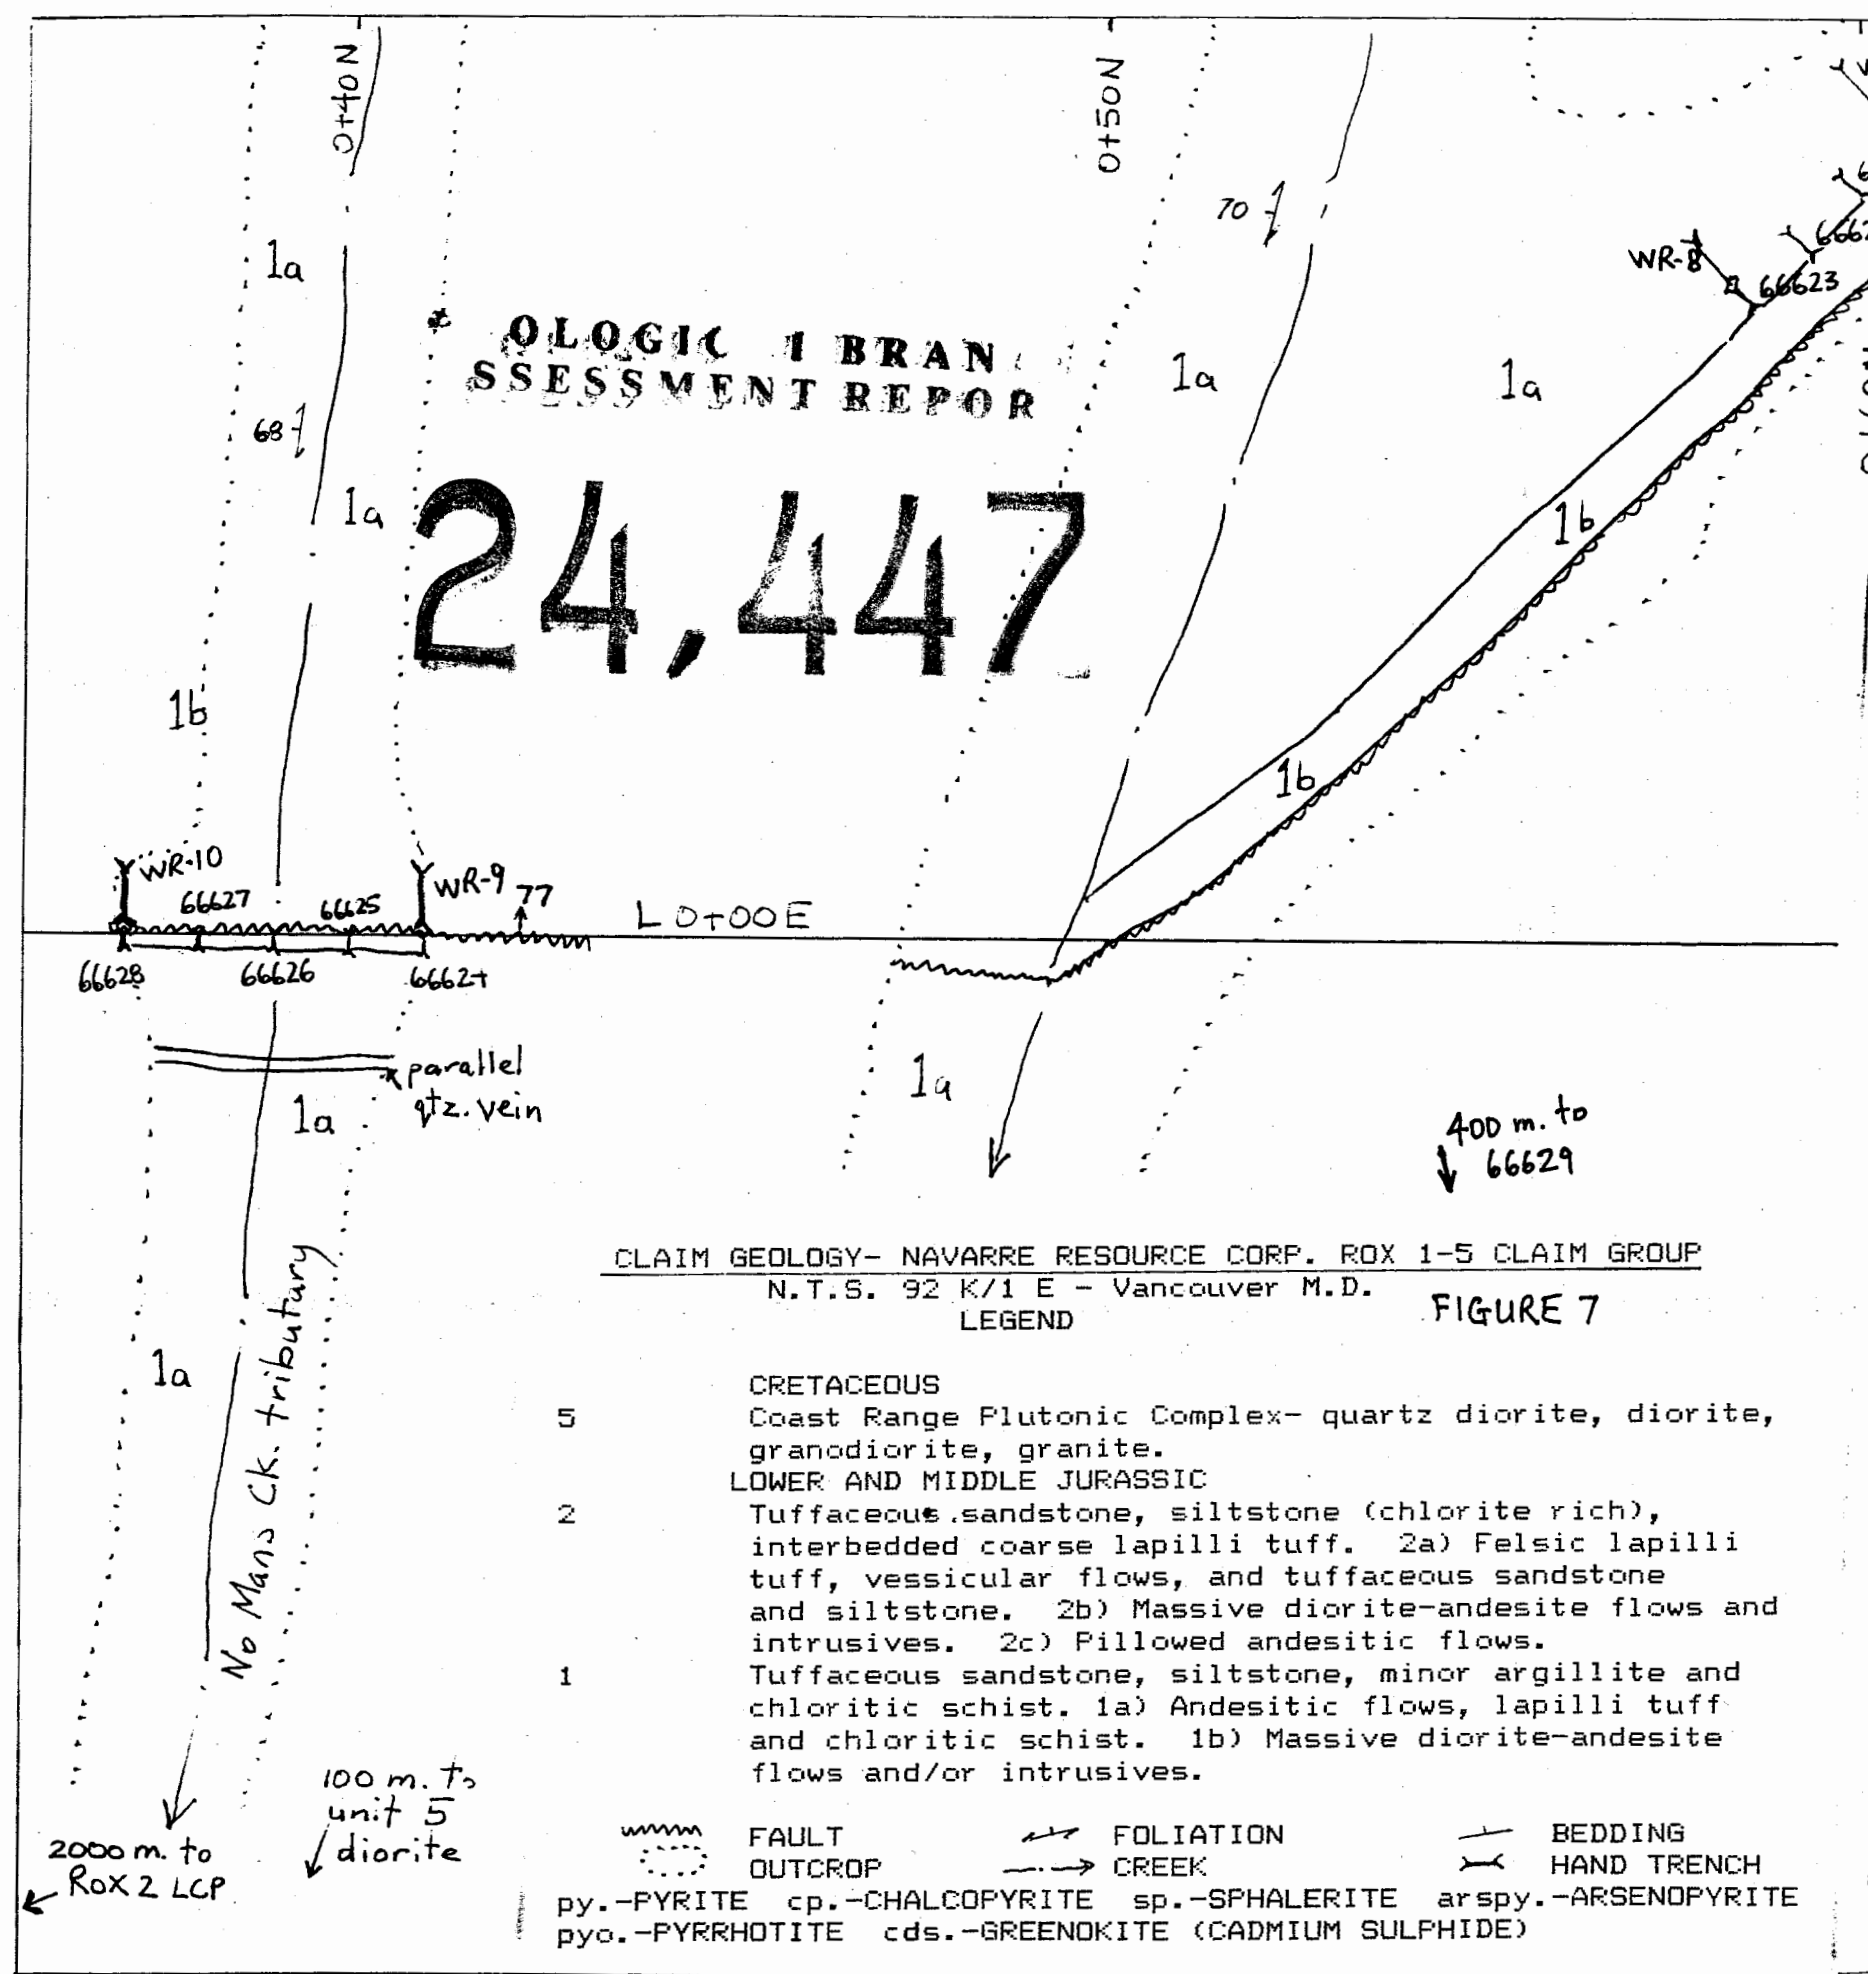 0+40N
0+50N
70
1a
WR-8
66623
OLOGIC
BRAN
SSESSMENT REPOR
1a
1a
68
1a
24,447
1b
1b
1b
WR-10
66627
66625
WR-9
77
L 0+00E
66628
66626
66624
parallel
qtz. vein
1a
1a
400 m. to
66629
CLAIM GEOLOGY- NAVARRE RESOURCE CORP. ROX 1-5 CLAIM GROUP
N.T.S. 92 K/1 E - Vancouver M.D.
FIGURE 7
LEGEND
1a
No Mans Ck. tributary
CRETACEOUS
5 Coast Range Plutonic Complex- quartz diorite, diorite,
granodiorite, granite.
LOWER AND MIDDLE JURASSIC
2 Tuffaceous sandstone, siltstone (chlorite rich),
interbedded coarse lapilli tuff. 2a) Felsic lapilli
tuff, vessicular flows, and tuffaceous sandstone
and siltstone. 2b) Massive diorite-andesite flows and
intrusives. 2c) Pillowed andesitic flows.
1 Tuffaceous sandstone, siltstone, minor argillite and
chloritic schist. 1a) Andesitic flows, lapilli tuff
and chloritic schist. 1b) Massive diorite-andesite
flows and/or intrusives.
100 m. to
unit 5
diorite
2000 m. to
ROX 2 LCP
FAULT FOLIATION BEDDING
OUTCROP CREEK HAND TRENCH
py.-PYRITE cp.-CHALCOPYRITE sp.-SPHALERITE arspy.-ARSENOPYRITE
pyo.-PYRRHOTITE cds.-GREENOKITE (CADMIUM SULPHIDE)